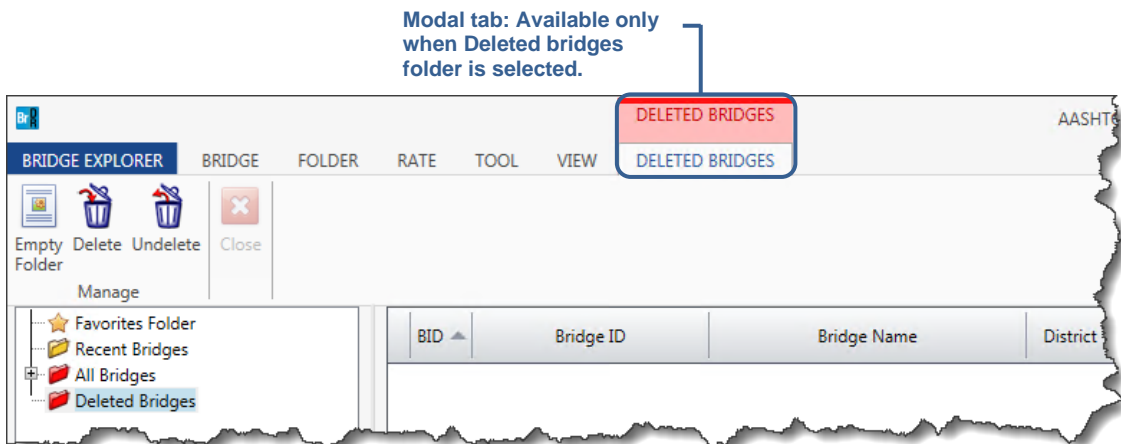 Modal tab: Available only
when Deleted bridges
folder is selected.
Br D R
DELETED BRIDGES
AASHTO
BRIDGE EXPLORER BRIDGE FOLDER RATE TOOL VIEW DELETED BRIDGES
Empty Folder Delete Undelete Close
Manage
Favorites Folder
Recent Bridges
All Bridges
Deleted Bridges
BID Bridge ID Bridge Name District